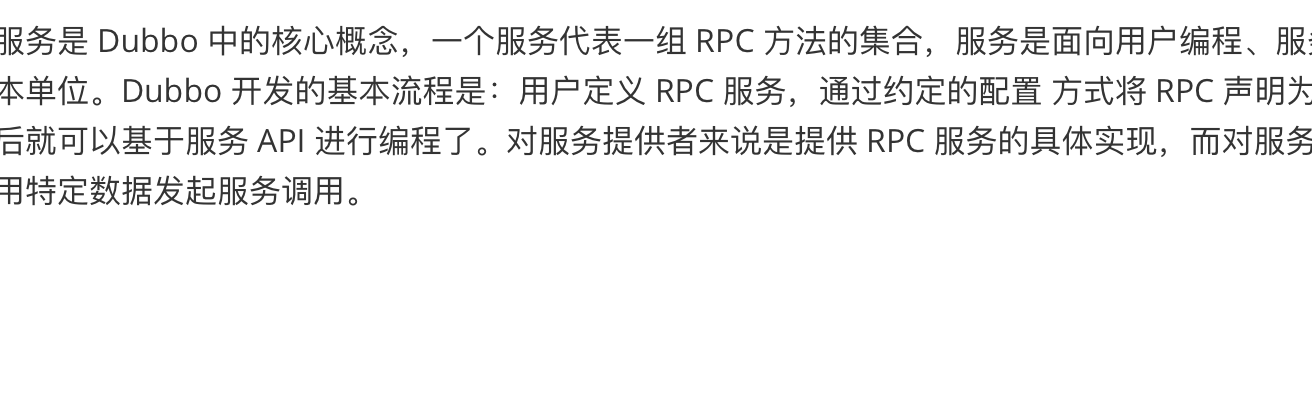 服务是 Dubbo 中的核心概念，一个服务代表一组 RPC 方法的集合，服务是面向用户编程、服
本单位。Dubbo 开发的基本流程是：用户定义 RPC 服务，通过约定的配置 方式将 RPC 声明为
后就可以基于服务 API 进行编程了。对服务提供者来说是提供 RPC 服务的具体实现，而对服务
用特定数据发起服务调用。